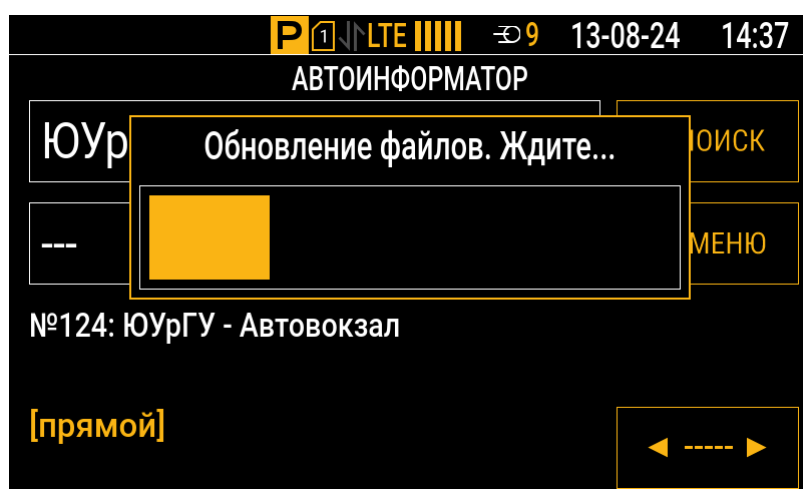 P 1 LTE 9 13-08-24 14:37
АВТОИНФОРМАТОР
Обновление файлов. Ждите...
ЮУр
ОИСК
---
МЕНЮ
№124: ЮУрГУ - Автовокзал
[прямой]
◄ ----- ►